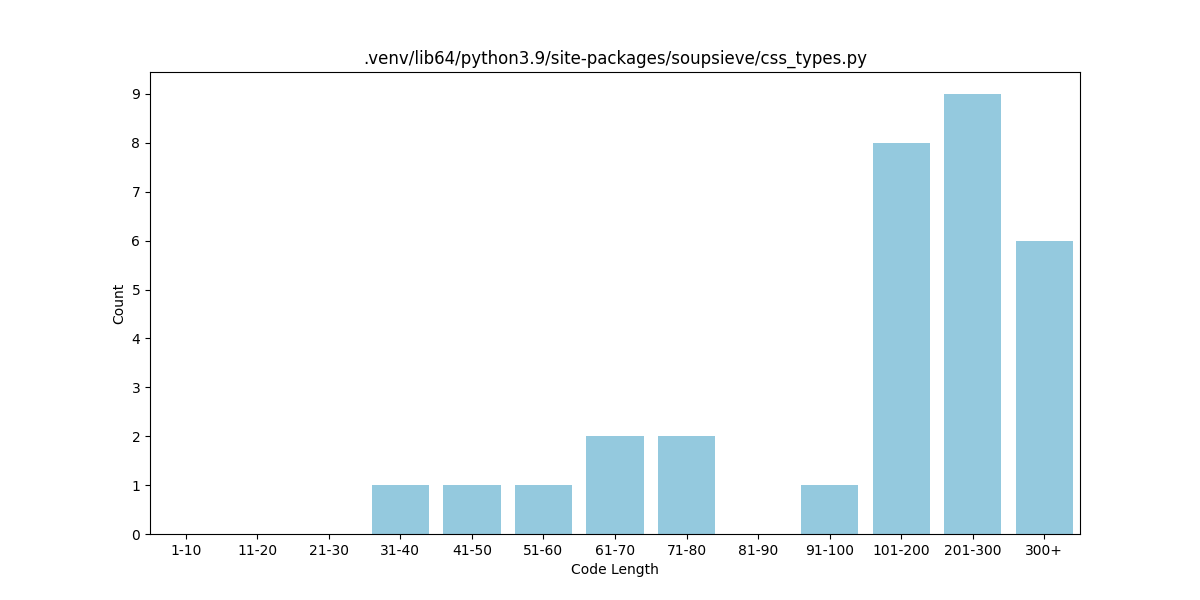 .venv/lib64/python3.9/site-packages/soupsieve/css_types.py
Count
9
8
7
6
5
4
3
2
1
0
1-10 11-20 21-30 31-40 41-50 51-60 61-70 71-80 81-90 91-100 101-200 201-300 300+
Code Length